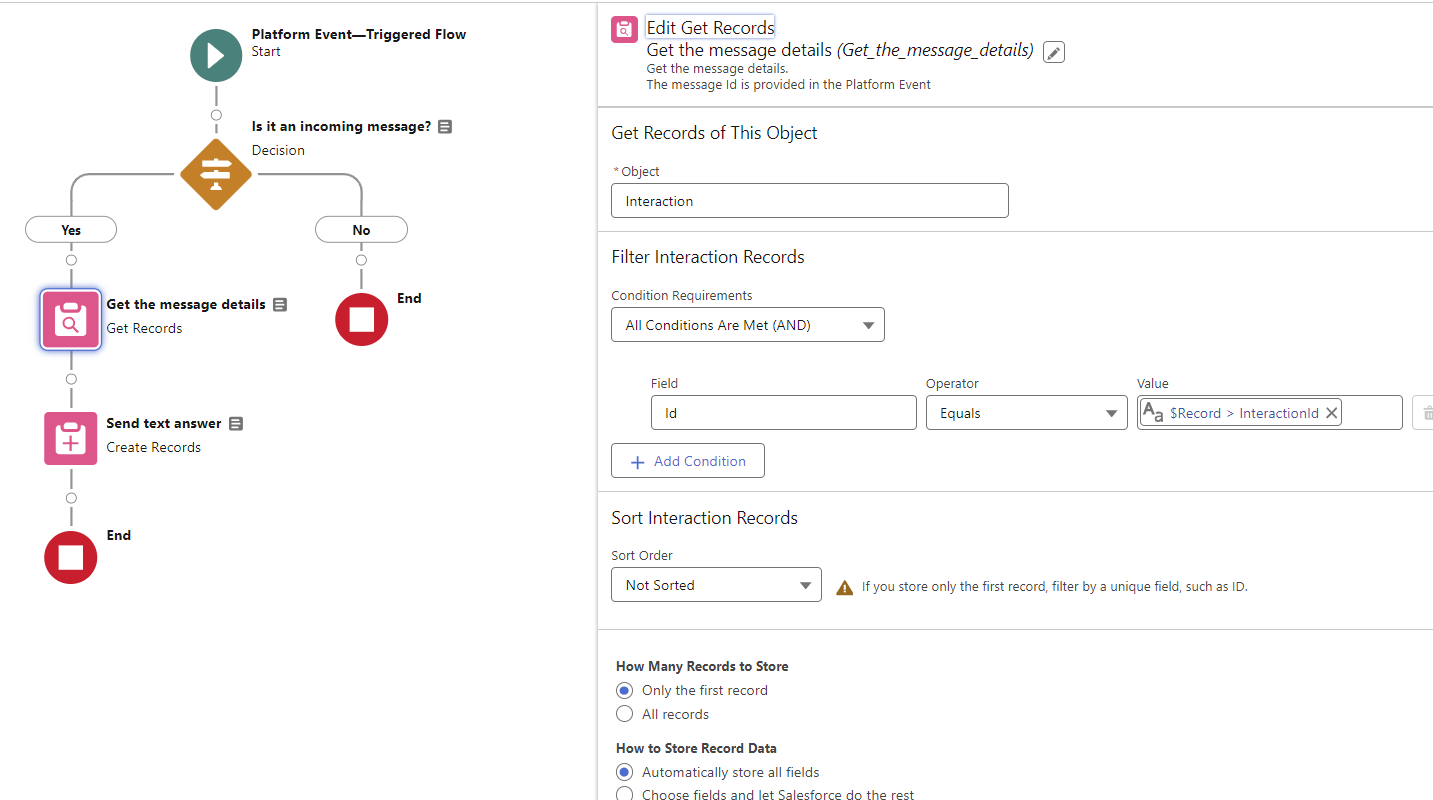 Platform Event—Triggered Flow
Start
Is it an incoming message?
Decision
Yes
No
Get the message details
Get Records
End
Send text answer
Create Records
End
Edit Get Records
Get the message details (Get_the_message_details)
Get the message details.
The message Id is provided in the Platform Event
Get Records of This Object
* Object
Interaction
Filter Interaction Records
Condition Requirements
All Conditions Are Met (AND)
Field Operator Value
Id Equals Aa $Record > InteractionId ×
+ Add Condition
Sort Interaction Records
Sort Order
Not Sorted If you store only the first record, filter by a unique field, such as ID.
How Many Records to Store
Only the first record
All records
How to Store Record Data
Automatically store all fields
Choose fields and let Salesforce do the rest